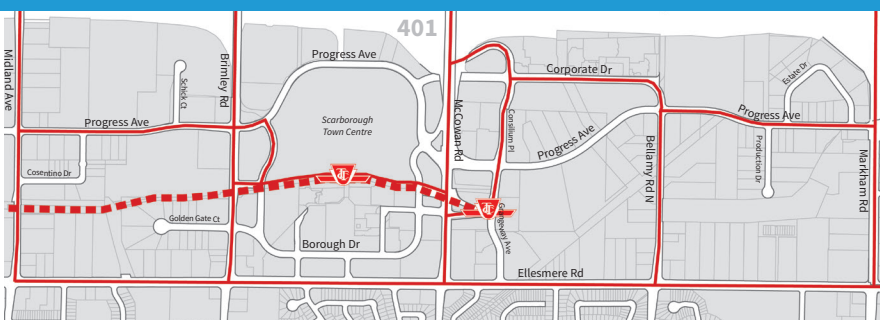 401
Progress Ave
Midland Ave
Brimley Rd
Schick Ct
Corporate Dr
Estate Dr
McCowan Rd
Consilium Pl
Progress Ave
Scarborough
Town Centre
Progress Ave
Progress Ave
Bellamy Rd N
Production Dr
Markham Rd
Cosentino Dr
Golden Gate Ct
Grangeway Ave
Borough Dr
Ellesmere Rd